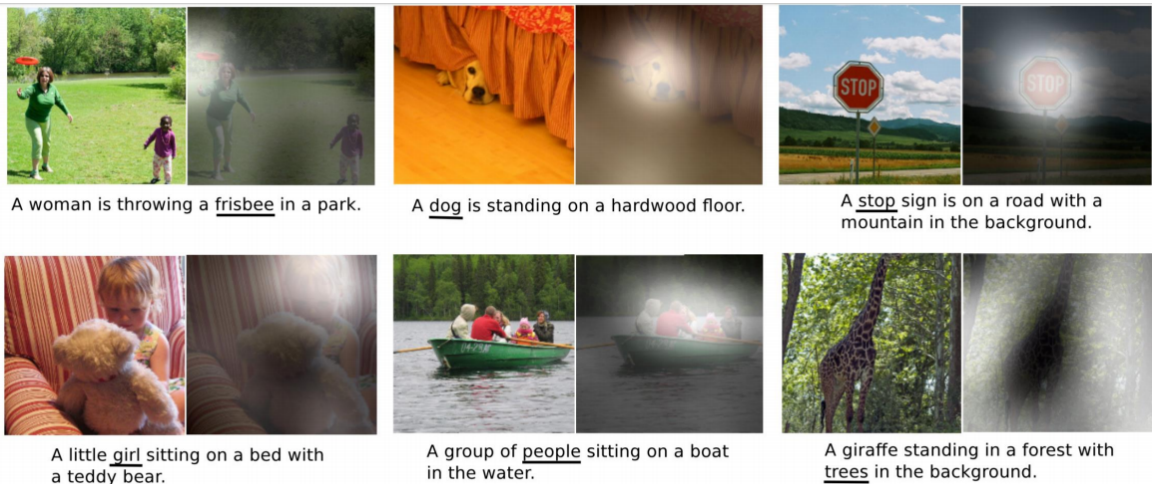 A woman is throwing a frisbee in a park.
A dog is standing on a hardwood floor.
A stop sign is on a road with a
mountain in the background.
STOP
STOP
A little girl sitting on a bed with
a teddy bear.
A group of people sitting on a boat
in the water.
A giraffe standing in a forest with
trees in the background.